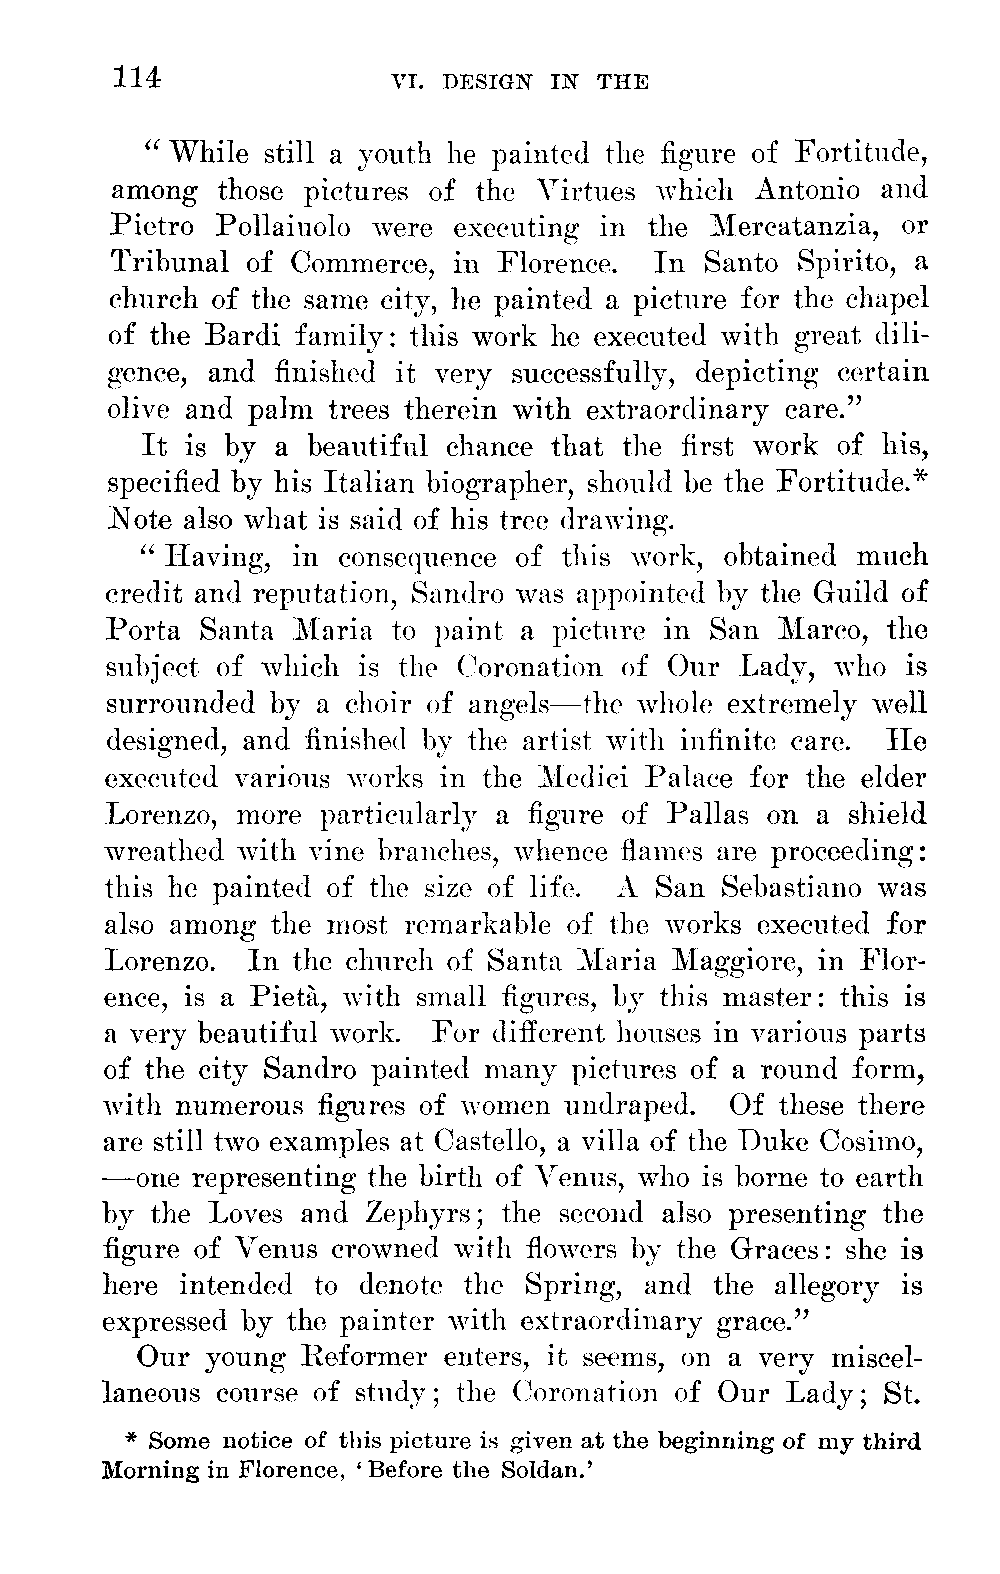 114 VI. DESIGN IN THE
“While still a youth he painted the figure of Fortitude,
among those pictures of the Virtues which Antonio and
Pietro Pollaiuolo were executing in the Mercatanzia, or
Tribunal of Commerce, in Florence. In Santo Spirito, a
church of the same city, he painted a picture for the chapel
of the Bardi family: this work he executed with great dili-
gence, and finished it very successfully, depicting certain
olive and palm trees therein with extraordinary care.”
It is by a beautiful chance that the first work of his,
specified by his Italian biographer, should be the Fortitude.*
Note also what is said of his tree drawing.
“Having, in consequence of this work, obtained much
credit and reputation, Sandro was appointed by the Guild of
Porta Santa Maria to paint a picture in San Marco, the
subject of which is the Coronation of Our Lady, who is
surrounded by a choir of angels—the whole extremely well
designed, and finished by the artist with infinite care. He
executed various works in the Medici Palace for the elder
Lorenzo, more particularly a figure of Pallas on a shield
wreathed with vine branches, whence flames are proceeding:
this he painted of the size of life. A San Sebastiano was
also among the most remarkable of the works executed for
Lorenzo. In the church of Santa Maria Maggiore, in Flor-
ence, is a Pietà, with small figures, by this master: this is
a very beautiful work. For different houses in various parts
of the city Sandro painted many pictures of a round form,
with numerous figures of women undraped. Of these there
are still two examples at Castello, a villa of the Duke Cosimo,
—one representing the birth of Venus, who is borne to earth
by the Loves and Zephyrs; the second also presenting the
figure of Venus crowned with flowers by the Graces: she is
here intended to denote the Spring, and the allegory is
expressed by the painter with extraordinary grace.”
Our young Reformer enters, it seems, on a very miscel-
laneous course of study; the Coronation of Our Lady; St.
* Some notice of this picture is given at the beginning of my third
Morning in Florence, ‘Before the Soldan.’